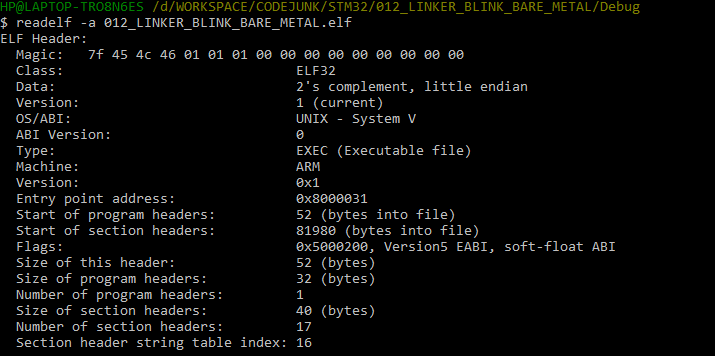 HP@LAPTOP-TRO8N6ES /d/WORKSPACE/CODEJUNK/STM32/012_LINKER_BLINK_BARE_METAL/Debug
$ readelf -a 012_LINKER_BLINK_BARE_METAL.elf
ELF Header:
  Magic:   7f 45 4c 46 01 01 01 00 00 00 00 00 00 00 00 00
  Class:                             ELF32
  Data:                              2's complement, little endian
  Version:                           1 (current)
  OS/ABI:                            UNIX - System V
  ABI Version:                       0
  Type:                              EXEC (Executable file)
  Machine:                           ARM
  Version:                           0x1
  Entry point address:               0x8000031
  Start of program headers:          52 (bytes into file)
  Start of section headers:          81980 (bytes into file)
  Flags:                             0x5000200, Version5 EABI, soft-float ABI
  Size of this header:               52 (bytes)
  Size of program headers:           32 (bytes)
  Number of program headers:         1
  Size of section headers:           40 (bytes)
  Number of section headers:         17
  Section header string table index: 16